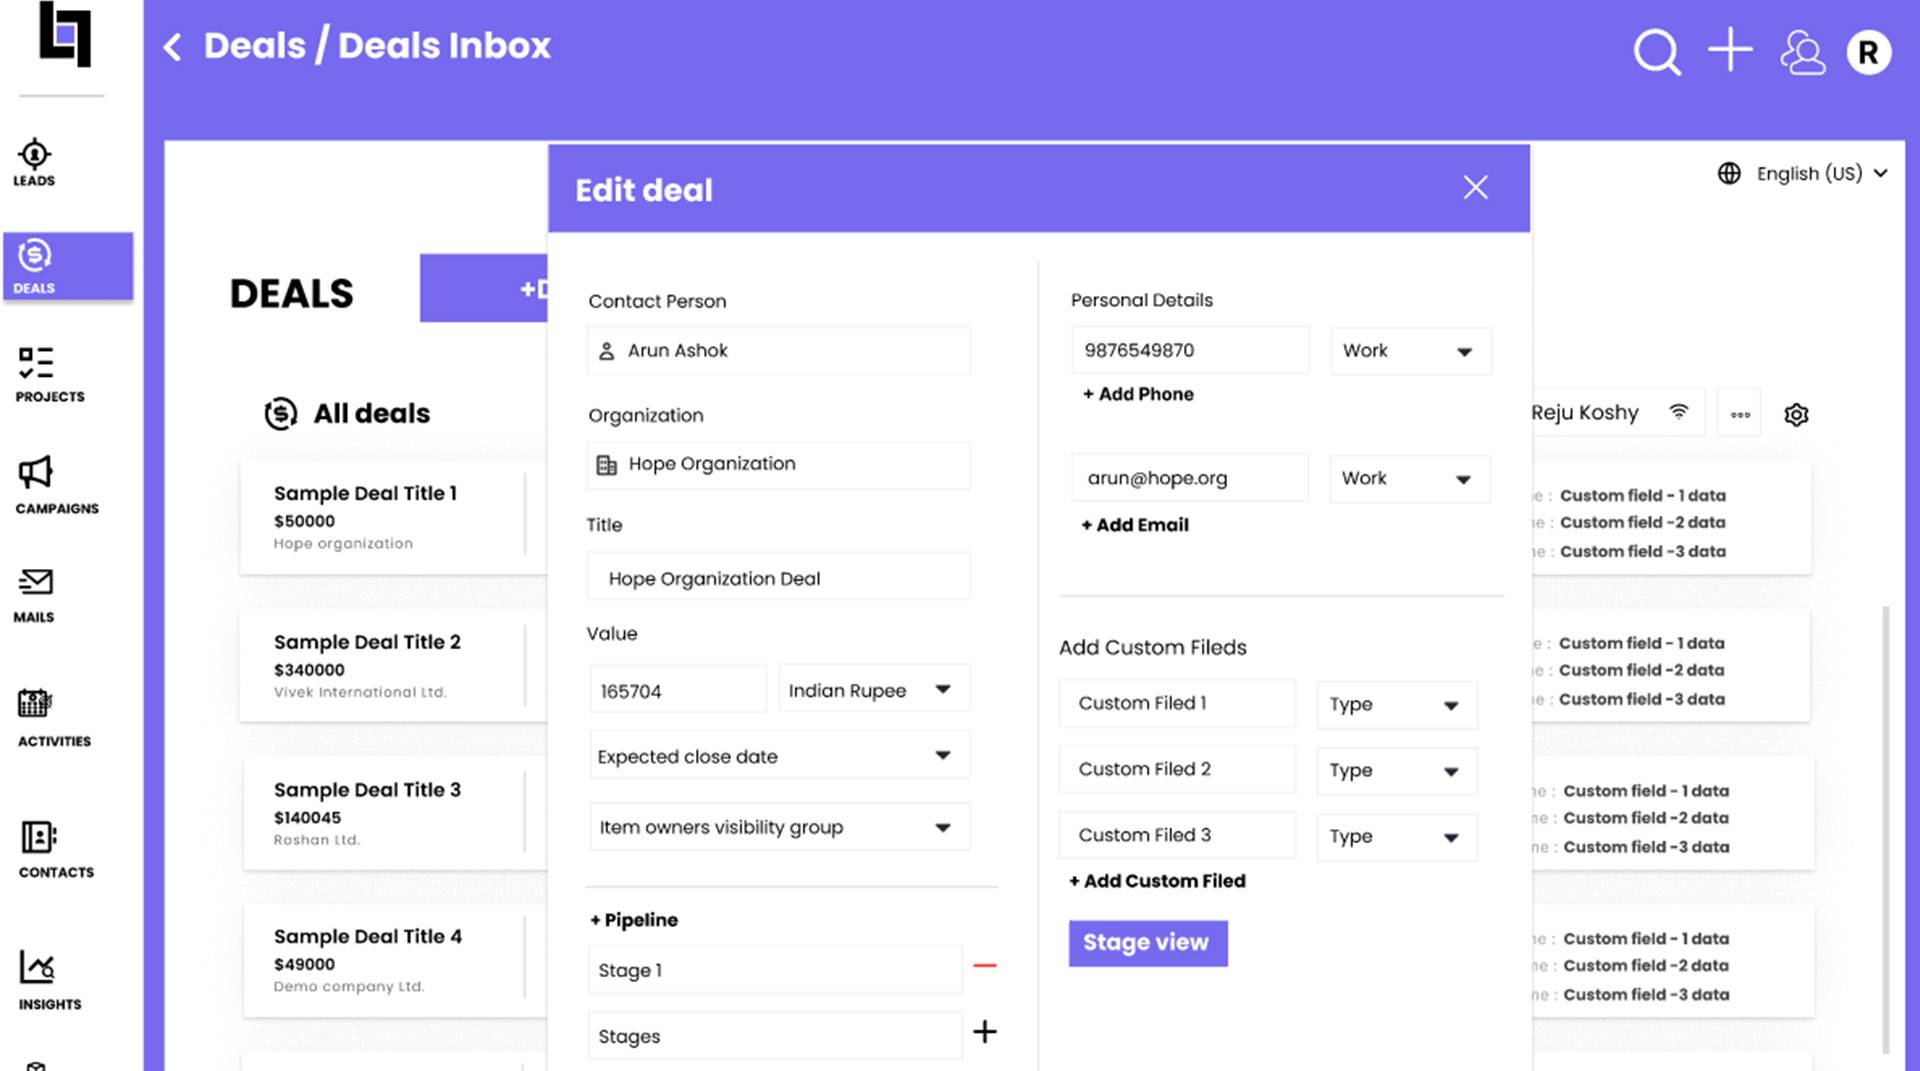 Deals / Deals Inbox
R
LEADS
DEALS
PROJECTS
CAMPAIGNS
MAILS
ACTIVITIES
CONTACTS
INSIGHTS
English (US)
DEALS
All deals
Sample Deal Title 1
$50000
Hope organization
Sample Deal Title 2
$340000
Vivek International Ltd.
Sample Deal Title 3
$140045
Roshan Ltd.
Sample Deal Title 4
$49000
Demo company Ltd.
Edit deal
Contact Person
Arun Ashok
Organization
Hope Organization
Title
Hope Organization Deal
Value
165704
Indian Rupee
Expected close date
Item owners visibility group
+ Pipeline
Stage 1
Stages
Personal Details
9876549870
Work
+ Add Phone
arun@hope.org
Work
+ Add Email
Add Custom Fileds
Custom Filed 1
Type
Custom Filed 2
Type
Custom Filed 3
Type
+ Add Custom Filed
Stage view
Reju Koshy
Custom field - 1 data
Custom field -2 data
Custom field -3 data
Custom field - 1 data
Custom field -2 data
Custom field -3 data
Custom field - 1 data
Custom field -2 data
Custom field -3 data
Custom field - 1 data
Custom field -2 data
Custom field -3 data